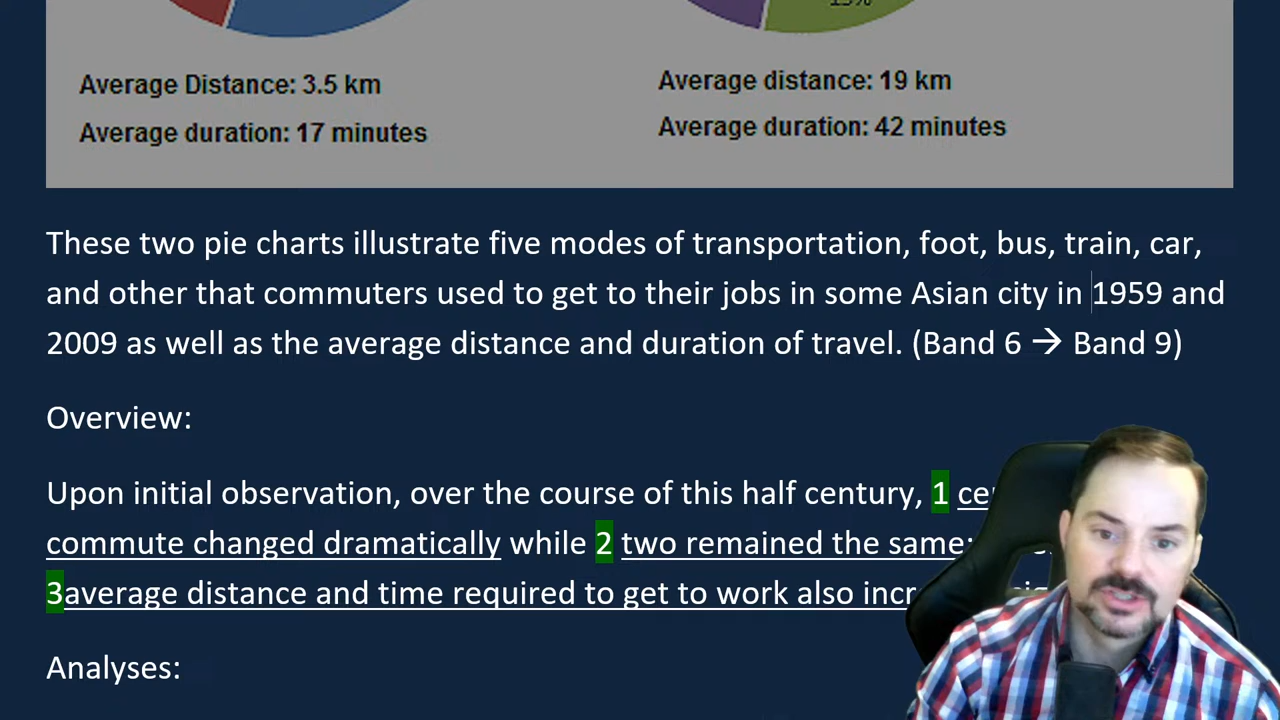 Average Distance: 3.5 km
Average duration: 17 minutes
Average distance: 19 km
Average duration: 42 minutes
These two pie charts illustrate five modes of transportation, foot, bus, train, car,
and other that commuters used to get to their jobs in some Asian city in 1959 and
2009 as well as the average distance and duration of travel. (Band 6 → Band 9)
Overview:
Upon initial observation, over the course of this half century, 1
commute changed dramatically while 2 two remained the same;
3average distance and time required to get to work also
Analyses: